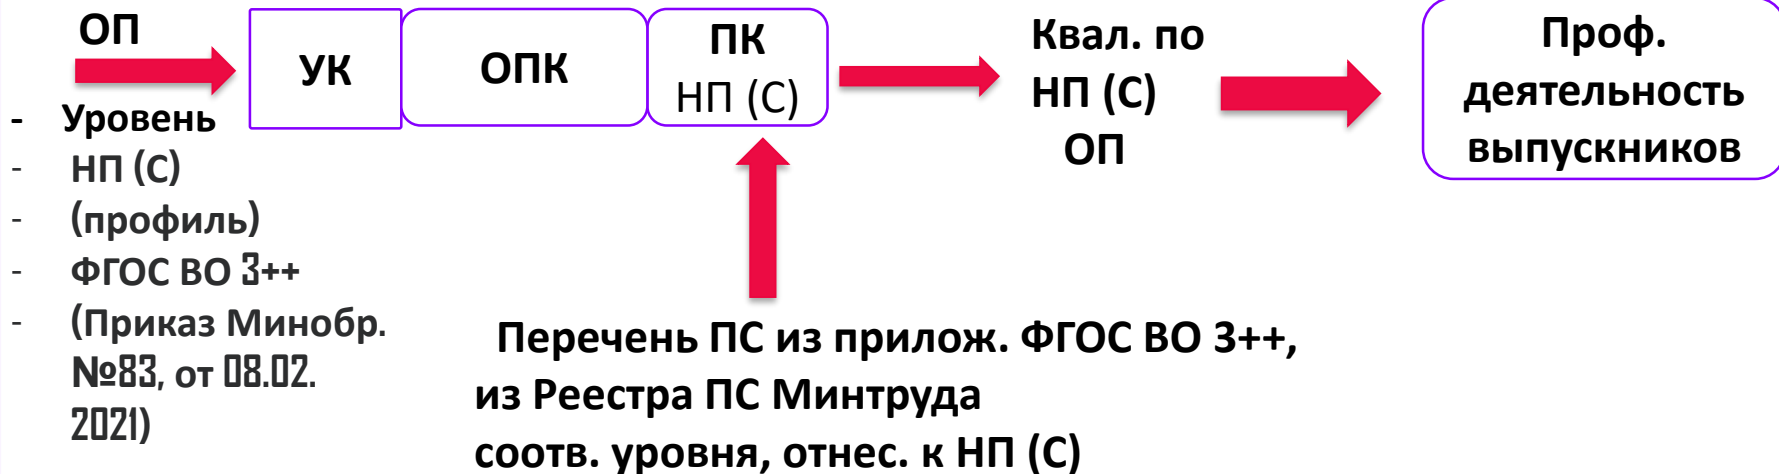 ОП
- Уровень
- НП (С)
- (профиль)
- ФГОС ВО 3++
- (Приказ Минобр.
№83, от 08.02.
2021)
УК
ОПК
ПК
НП (С)
Квал. по
НП (С)
ОП
Проф.
деятельность
выпускников
Перечень ПС из прилож. ФГОС ВО 3++,
из Реестра ПС Минтруда
соотв. уровня, отнес. к НП (С)